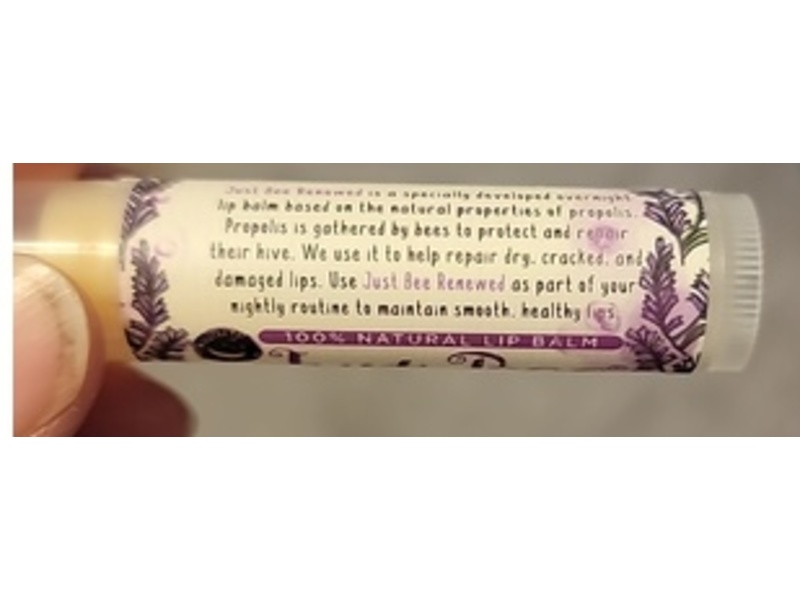 Just Bee Renewed is a specially developed overnight
lip balm based on the natural properties of propolis.
Propolis is gathered by bees to protect and repair
their hive. We use it to help repair dry, cracked, and
damaged lips. Use Just Bee Renewed as part of your
nightly routine to maintain smooth, healthy lips.
100% NATURAL LIP BALM